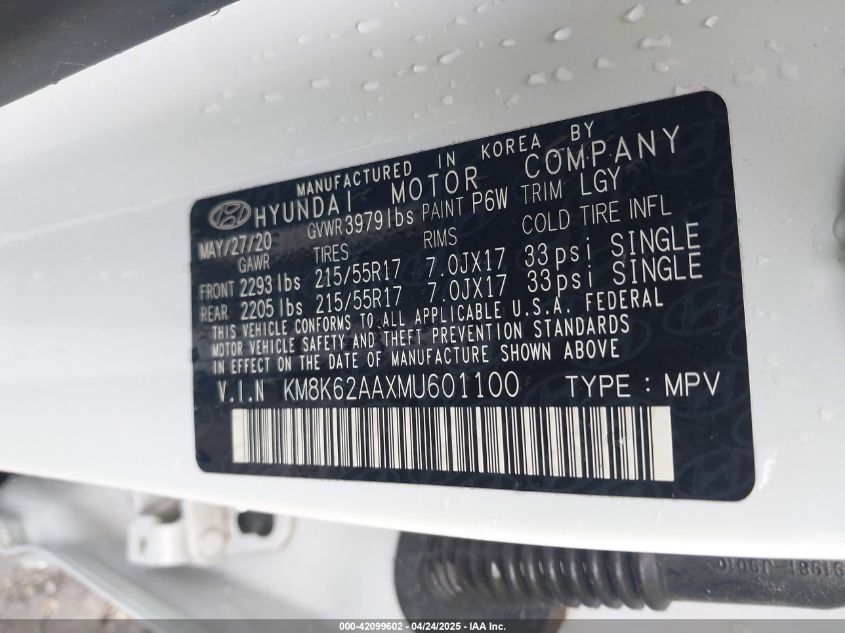 MANUFACTURED IN KOREA BY
HYUNDAI MOTOR COMPANY
MAY/27/20 GVWR 3979 lbs PAINT P6W TRIM LGY
GAWR TIRES RIMS COLD TIRE INFL
FRONT 2293 lbs 215/55R17 7.0JX17 33 psi SINGLE
REAR 2205 lbs 215/55R17 7.0JX17 33 psi SINGLE
THIS VEHICLE CONFORMS TO ALL APPLICABLE U.S.A. FEDERAL
MOTOR VEHICLE SAFETY AND THEFT PREVENTION STANDARDS
IN EFFECT ON THE DATE OF MANUFACTURE SHOWN ABOVE
V.I.N KM8K62AAXMU601100 TYPE : MPV
000-42099602 - 04/24/2025 - IAA Inc.